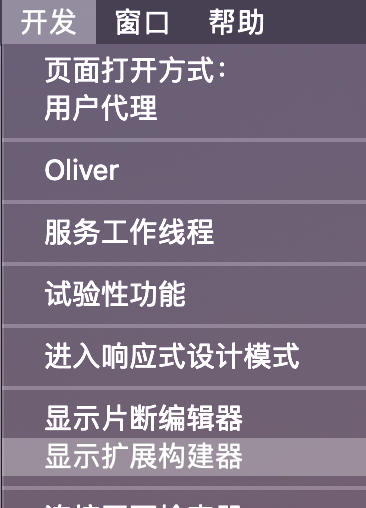 开发 窗口 帮助
页面打开方式：
用户代理
Oliver
服务工作线程
试验性功能
进入响应式设计模式
显示片断编辑器
显示扩展构建器